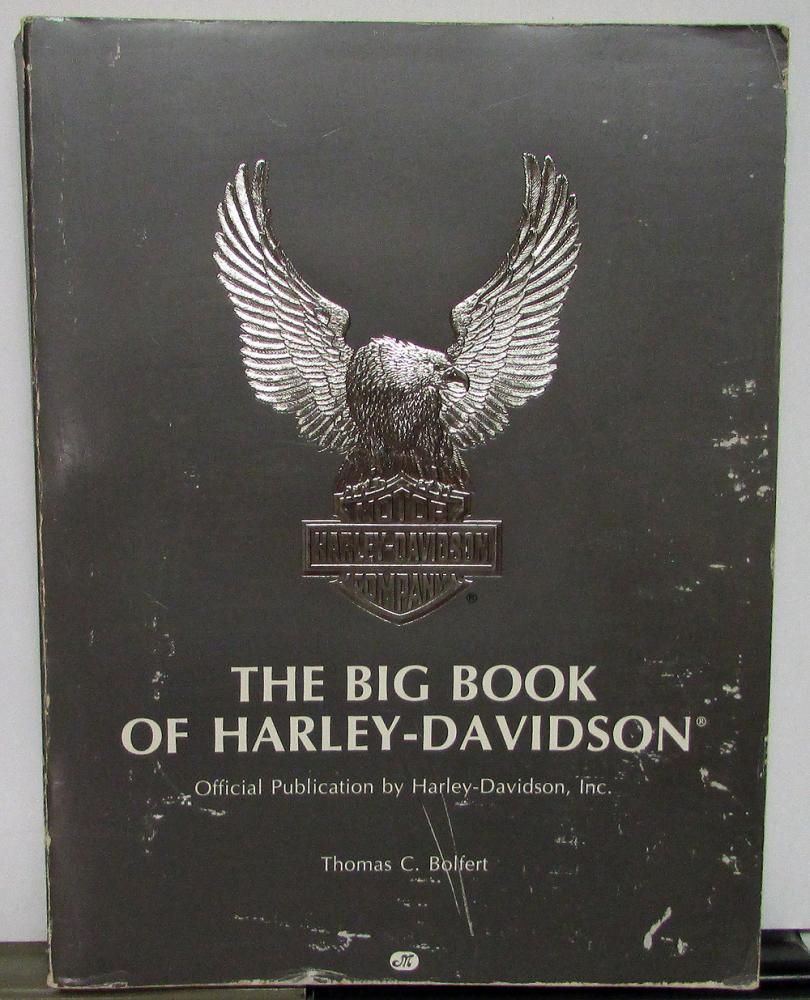 MOTOR
HARLEY-DAVIDSON
COMPANY
®
THE BIG BOOK
OF HARLEY-DAVIDSON®
Official Publication by Harley-Davidson, Inc.
Thomas C. Bolfert
M